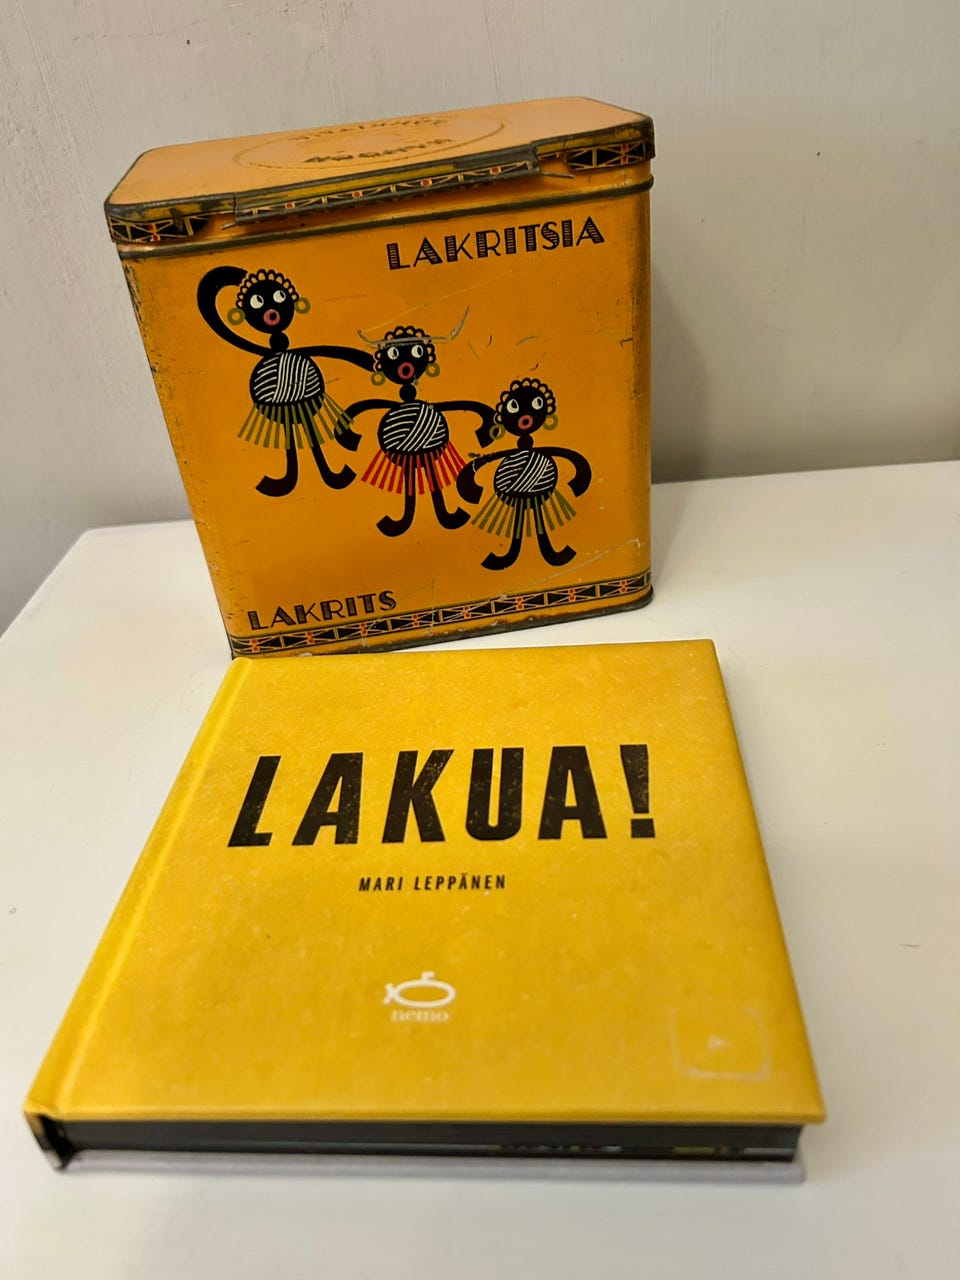 LAKRITSIA
LAKRITS
LAKUA!
MARI LEPPÄNEN
nemo